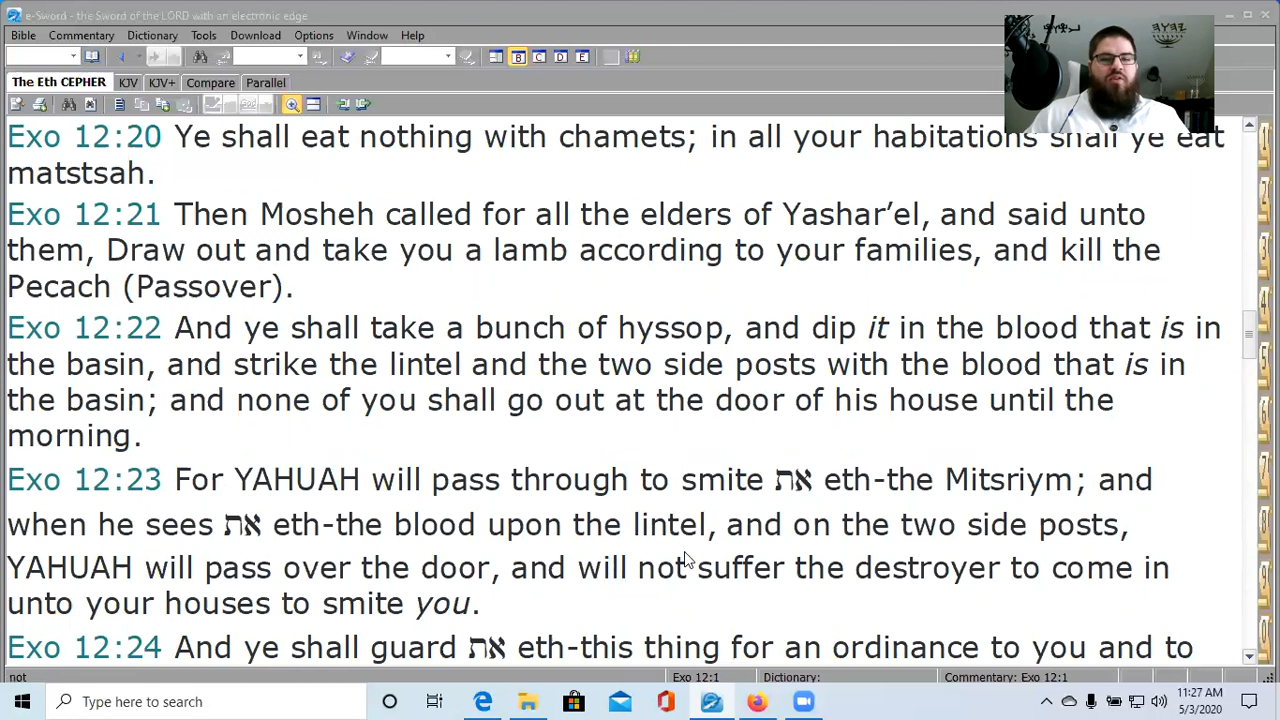 e-Sword - the Sword of the LORD with an electronic edge
Bible Commentary Dictionary Tools Download Options Window Help
B C D E
The Eth CEPHER KJV KJV+ Compare Parallel
Exo 12:20 Ye shall eat nothing with chamets; in all your habitations shall ye eat
matstsah.
Exo 12:21 Then Mosheh called for all the elders of Yashar’el, and said unto
them, Draw out and take you a lamb according to your families, and kill the
Pecach (Passover).
Exo 12:22 And ye shall take a bunch of hyssop, and dip it in the blood that is in
the basin, and strike the lintel and the two side posts with the blood that is in
the basin; and none of you shall go out at the door of his house until the
morning.
Exo 12:23 For YAHUAH will pass through to smite את eth-the Mitsriym; and
when he sees את eth-the blood upon the lintel, and on the two side posts,
YAHUAH will pass over the door, and will not suffer the destroyer to come in
unto your houses to smite you.
Exo 12:24 And ye shall guard את eth-this thing for an ordinance to you and to
not Exo 12:1 Dictionary: Commentary: Exo 12:1
Type here to search
11:27 AM
5/3/2020